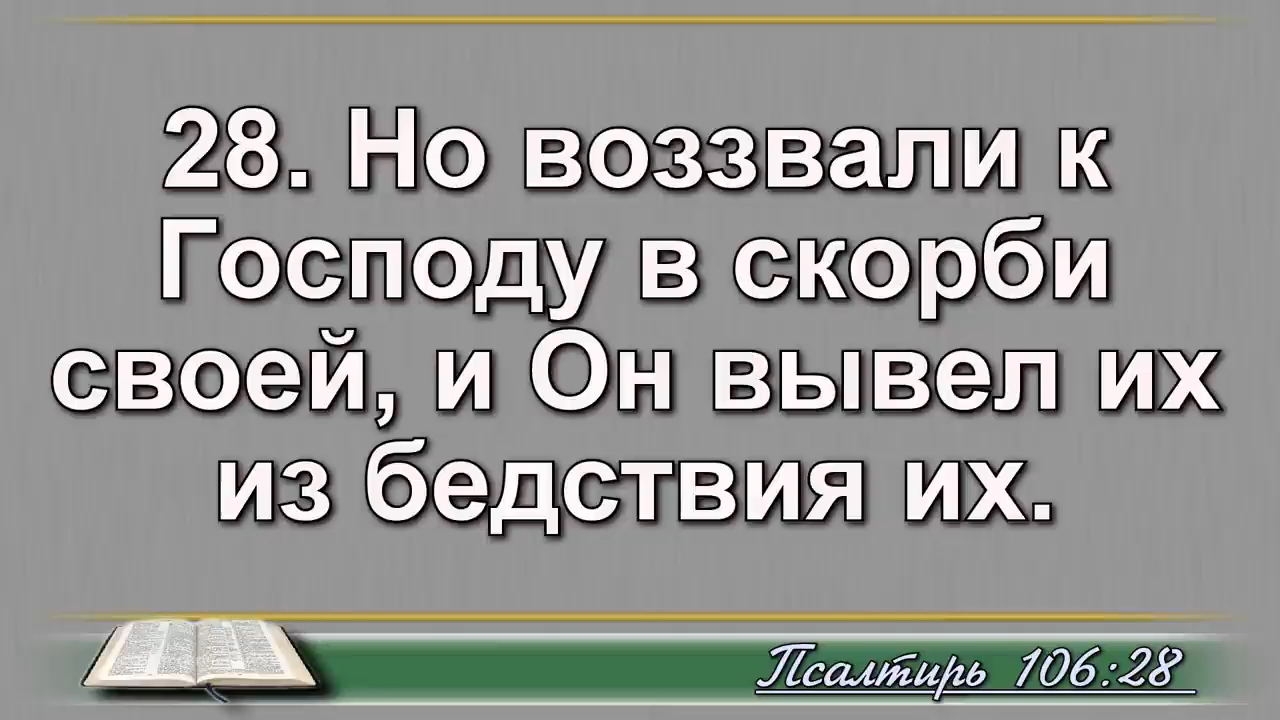 28. Но воззвали к
Господу в скорби
своей, и Он вывел их
из бедствия их.
Псалтирь 106:28